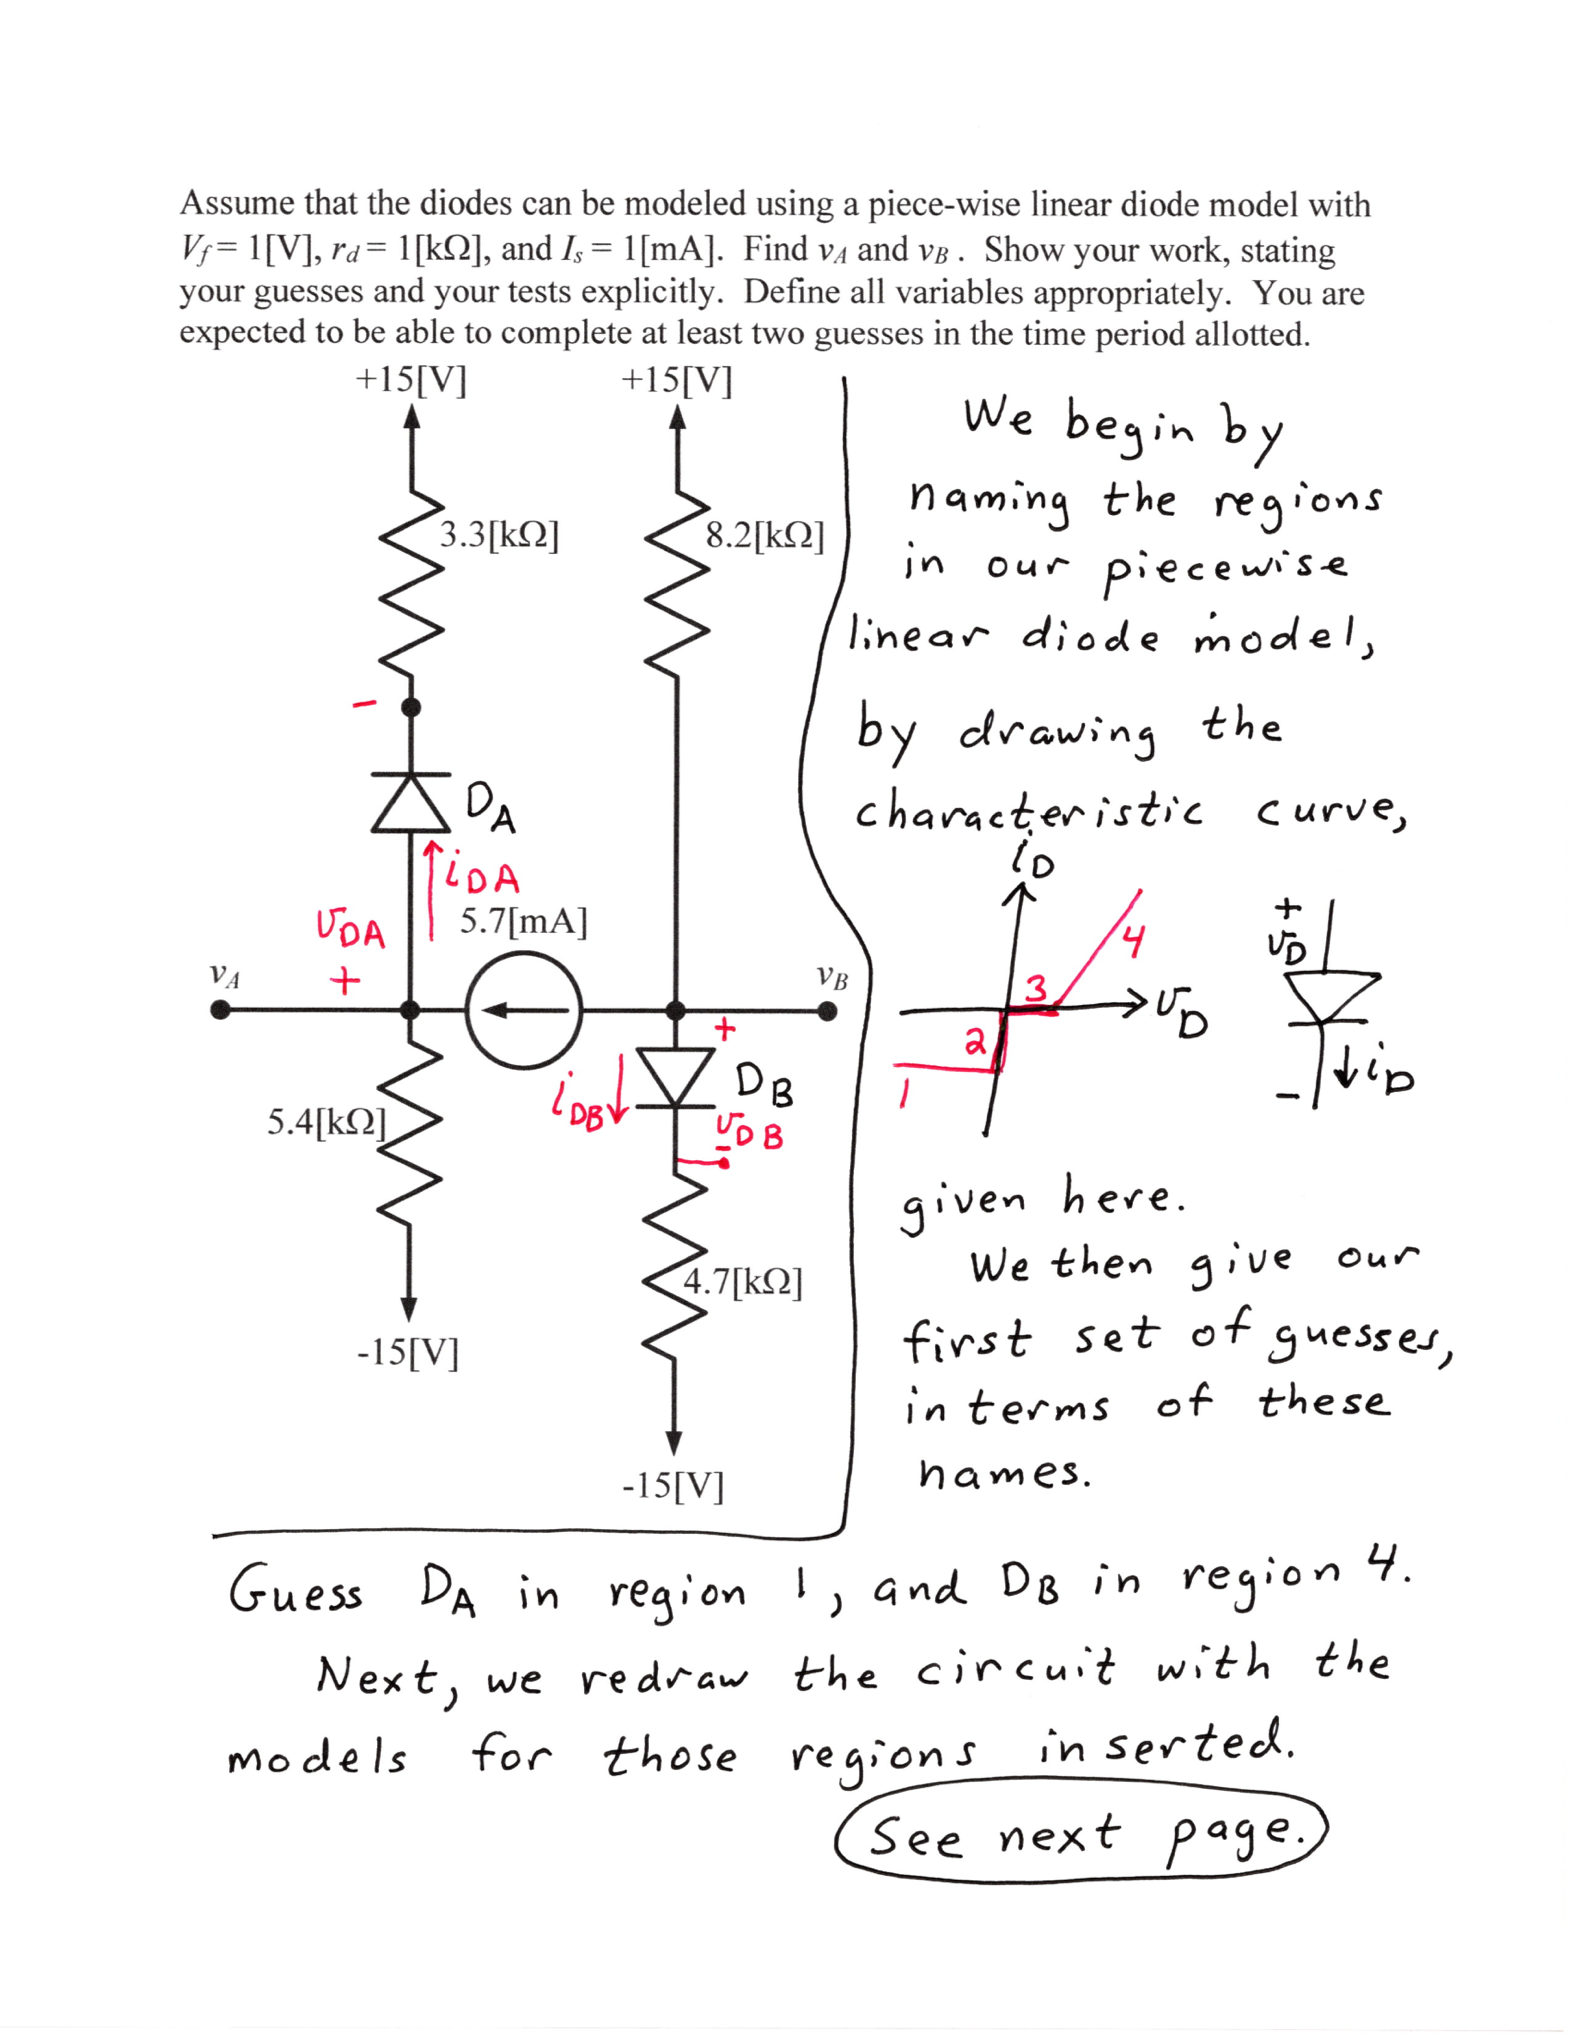 Assume that the diodes can be modeled using a piece-wise linear diode model with
Vf = 1[V], rd = 1[kΩ], and Is = 1[mA]. Find vA and vB . Show your work, stating
your guesses and your tests explicitly. Define all variables appropriately. You are
expected to be able to complete at least two guesses in the time period allotted.
+15[V]
+15[V]
3.3[kΩ]
8.2[kΩ]
-
DA
iDA
vDA
+
5.7[mA]
vA
vB
+
DB
iDB
vDB
-
5.4[kΩ]
4.7[kΩ]
-15[V]
-15[V]
We begin by
naming the regions
in our piecewise
linear diode model,
by drawing the
characteristic curve,
iD
4
3
vD
2
1
+
vD
iD
-
given here.
We then give our
first set of guesses,
in terms of these
names.
Guess DA in region 1, and DB in region 4.
Next, we redraw the circuit with the
models for those regions inserted.
See next page.